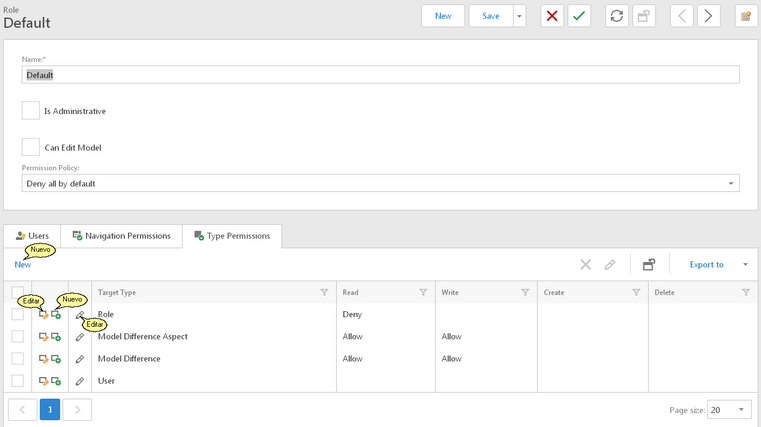 Role
Default
New
Save
Name:*
Default
Is Administrative
Can Edit Model
Permission Policy:
Deny all by default
Users
Navigation Permissions
Type Permissions
Nuevo
New
Export to
Target Type
Read
Write
Create
Delete
Editar
Nuevo
Role
Deny
Editar
Model Difference Aspect
Allow
Allow
Model Difference
Allow
Allow
User
1
Page size:
20